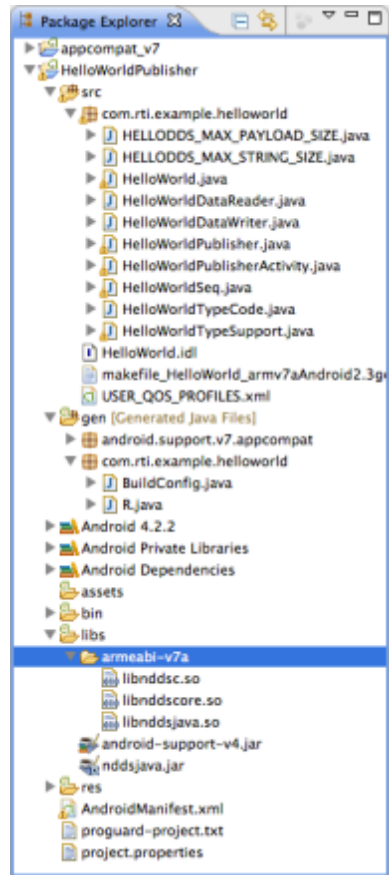 Package Explorer
appcompat_v7
HelloWorldPublisher
src
com.rti.example.helloworld
HELLODDS_MAX_PAYLOAD_SIZE.java
HELLODDS_MAX_STRING_SIZE.java
HelloWorld.java
HelloWorldDataReader.java
HelloWorldDataWriter.java
HelloWorldPublisher.java
HelloWorldPublisherActivity.java
HelloWorldSeq.java
HelloWorldTypeCode.java
HelloWorldTypeSupport.java
HelloWorld.idl
makefile_HelloWorld_armv7aAndroid2.3g
USER_QOS_PROFILES.xml
gen [Generated Java Files]
android.support.v7.appcompat
com.rti.example.helloworld
BuildConfig.java
R.java
Android 4.2.2
Android Private Libraries
Android Dependencies
assets
bin
libs
armeabi-v7a
libnddsc.so
libnddscore.so
libnddsjava.so
android-support-v4.jar
nddsjava.jar
res
AndroidManifest.xml
proguard-project.txt
project.properties